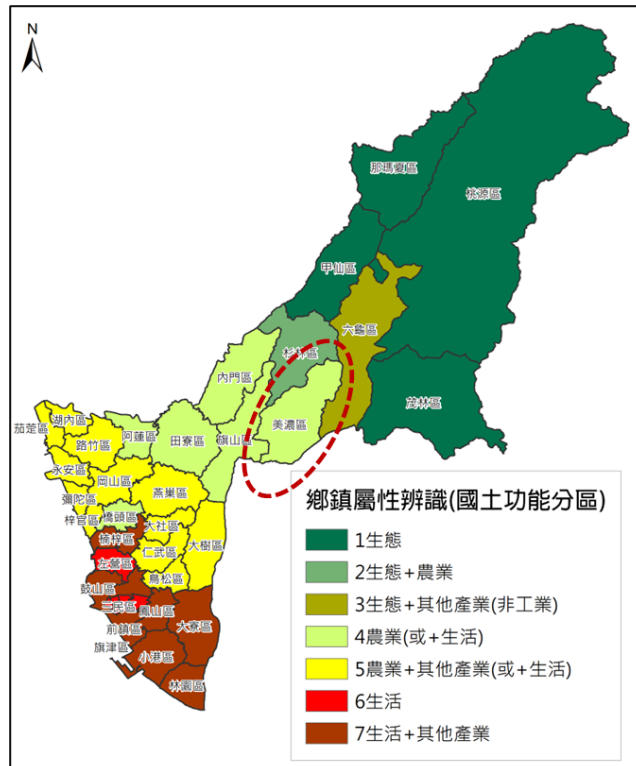 N
那瑪夏區
桃源區
甲仙區
六龜區
杉林區
內門區
茂林區
美濃區
旗山區
田寮區
阿蓮區
湖內區
茄萣區
路竹區
永安區
岡山區
燕巢區
彌陀區
梓官區
橋頭區
大社區
大樹區
楠梓區
仁武區
左營區
鳥松區
鼓山區
三民區
鳳山區
大寮區
前鎮區
旗津區
小港區
林園區
鄉鎮屬性辨識(國土功能分區)
1生態
2生態+農業
3生態+其他產業(非工業)
4農業(或+生活)
5農業+其他產業(或+生活)
6生活
7生活+其他產業